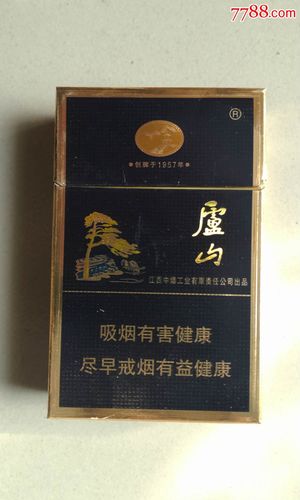 7788.com
®
创牌于1957年
庐山
江西中烟工业有限责任公司出品
吸烟有害健康
尽早戒烟有益健康